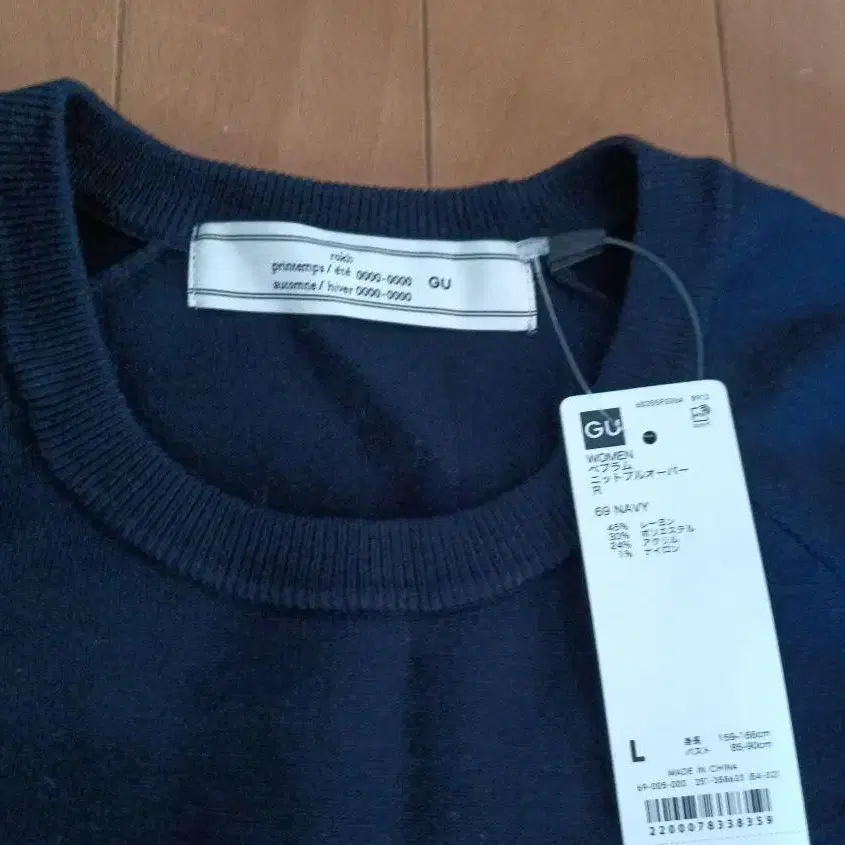 rokh
printemps / été 0000-0000 GU
automne / hiver 0000-0000
GU
WOMEN
ペプラム
ニットプルオーバー
R
69 NAVY
45% レーヨン
30% ポリエステル
24% アクリル
1% ナイロン
L
身長
バスト 85-90cm
MADE IN CHINA
2200078338359